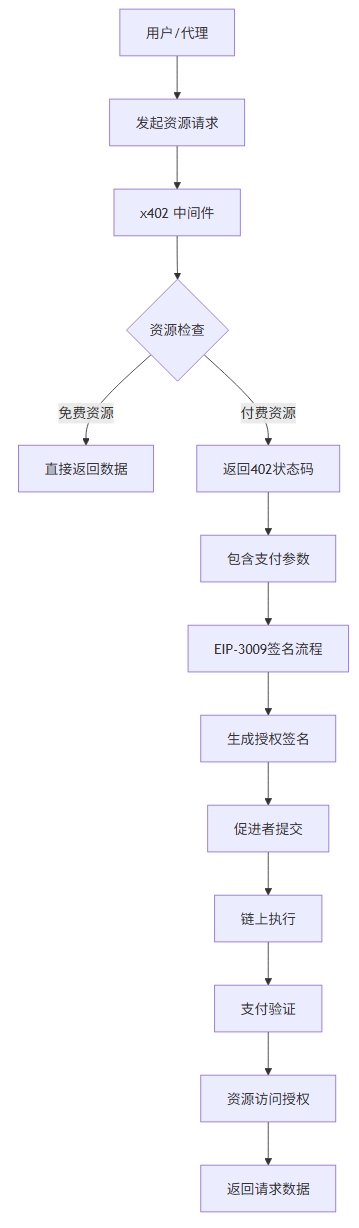 用户/代理
发起资源请求
x402 中间件
资源检查
免费资源
付费资源
直接返回数据
返回402状态码
包含支付参数
EIP-3009签名流程
生成授权签名
促进者提交
链上执行
支付验证
资源访问授权
返回请求数据